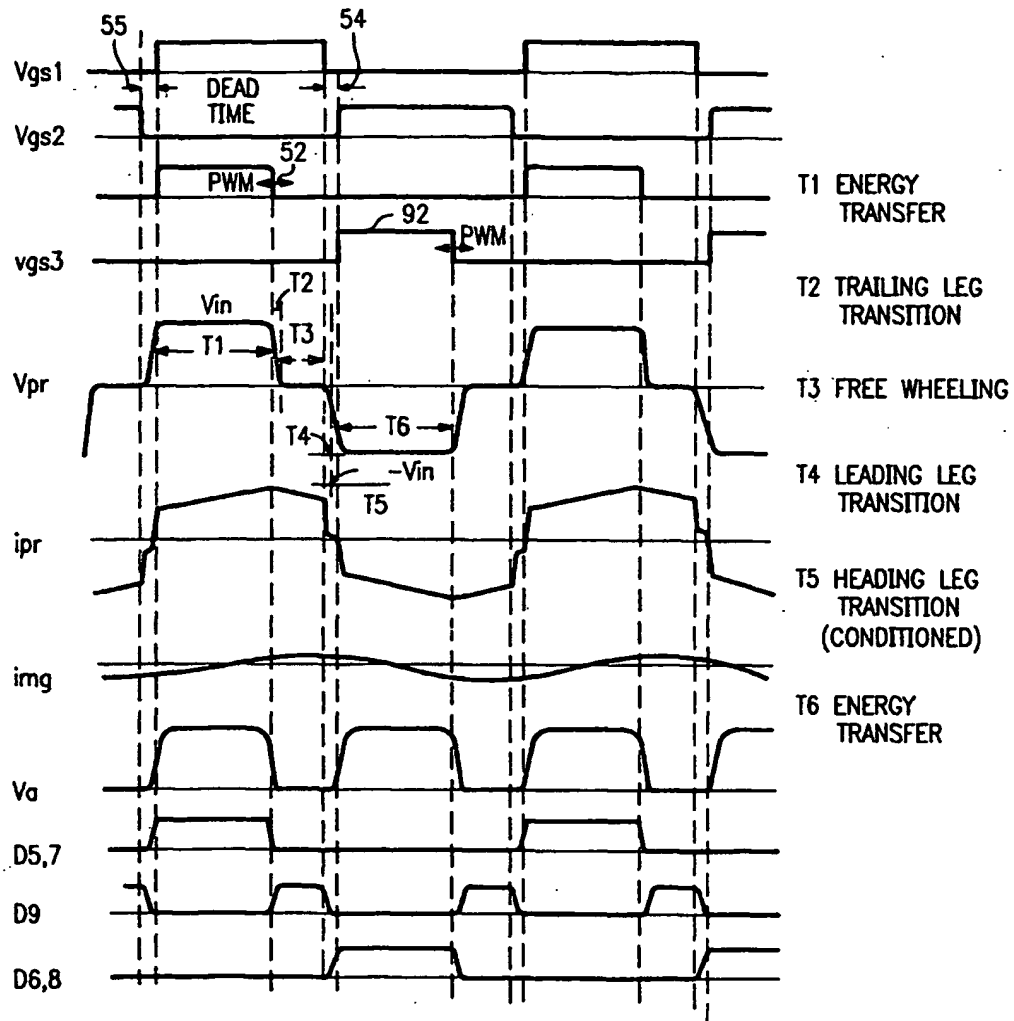 55
54
Vgs1
DEAD
TIME
Vgs2
PWM
52
T1 ENERGY
TRANSFER
92
PWM
vgs3
T2
T2 TRAILING LEG
TRANSITION
Vin
T1
T3
Vpr
T3 FREE WHEELING
T4
T6
-Vin
T5
T4 LEADING LEG
TRANSITION
ipr
T5 HEADING LEG
TRANSITION
(CONDITIONED)
img
T6 ENERGY
TRANSFER
Va
D5,7
D9
D6,8